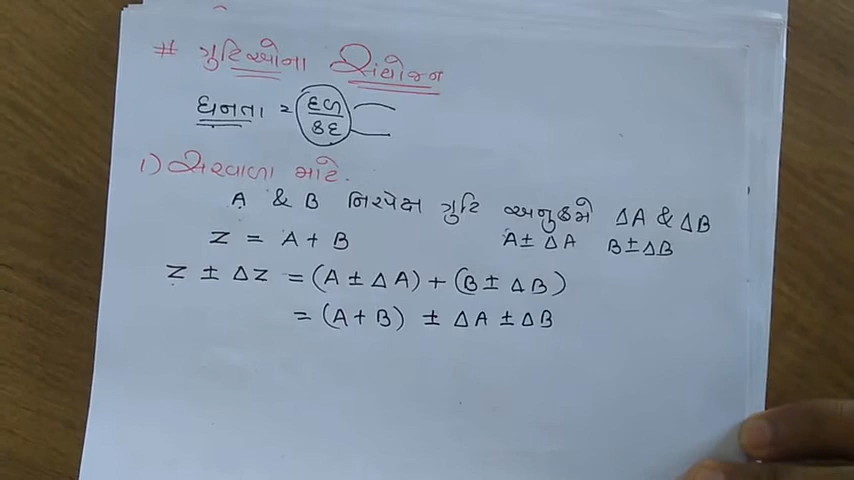 # ત્રુટિઓના સંયોજન
ઘનતા = દળ / કદ
1) સરવાળા માટે.
A & B નિરપેક્ષ ત્રુટિ અનુક્રમે ΔA & ΔB
Z = A + B A ± ΔA B ± ΔB
Z ± ΔZ = (A ± ΔA) + (B ± ΔB)
= (A + B) ± ΔA ± ΔB